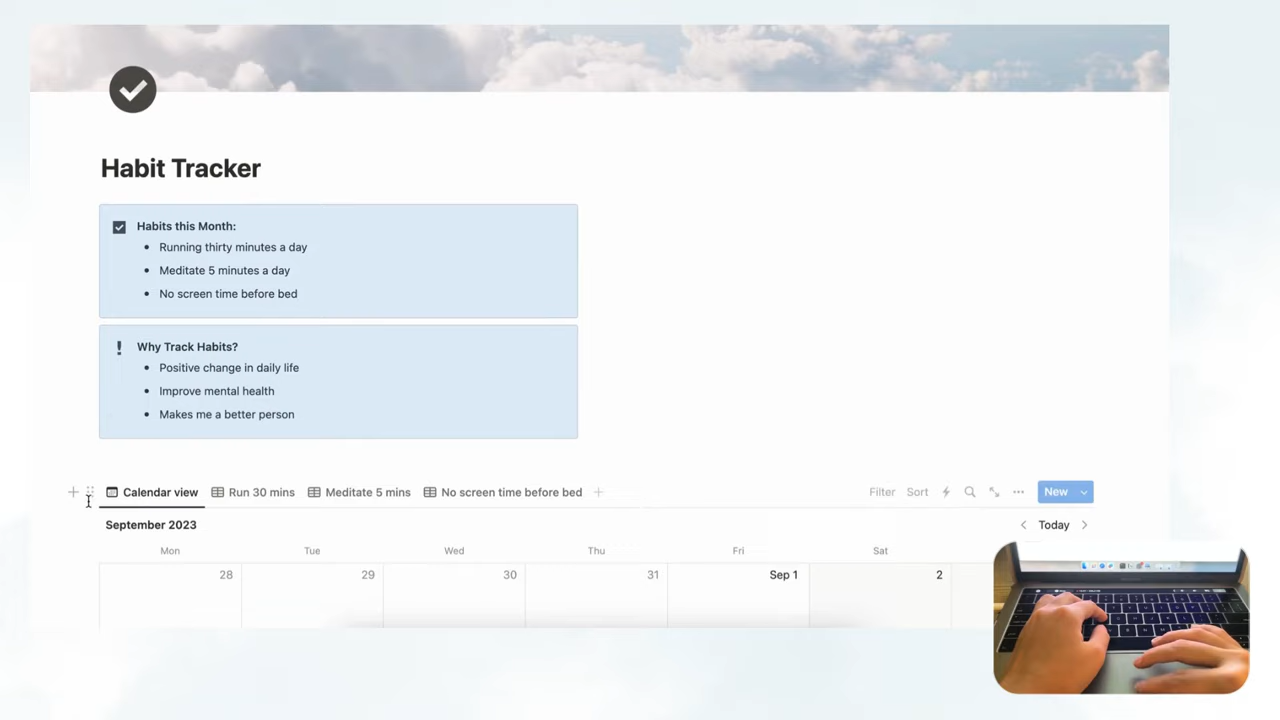 Habit Tracker
Habits this Month:
Running thirty minutes a day
Meditate 5 minutes a day
No screen time before bed
Why Track Habits?
Positive change in daily life
Improve mental health
Makes me a better person
Calendar view Run 30 mins Meditate 5 mins No screen time before bed Filter Sort New
September 2023 Today
Mon Tue Wed Thu Fri Sat
28 29 30 31 Sep 1 2